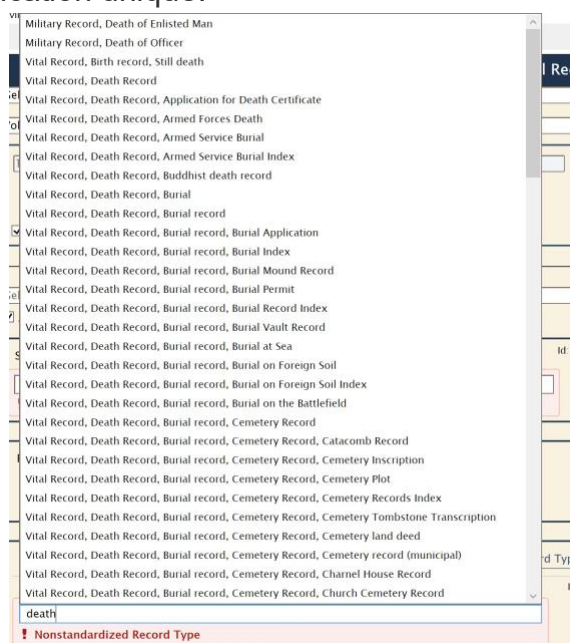 Military Record, Death of Enlisted Man
Military Record, Death of Officer
Vital Record, Birth record, Still death
Vital Record, Death Record
Vital Record, Death Record, Application for Death Certificate
Vital Record, Death Record, Armed Forces Death
Vital Record, Death Record, Armed Service Burial
Vital Record, Death Record, Armed Service Burial Index
Vital Record, Death Record, Buddhist death record
Vital Record, Death Record, Burial
Vital Record, Death Record, Burial record
Vital Record, Death Record, Burial record, Burial Application
Vital Record, Death Record, Burial record, Burial Index
Vital Record, Death Record, Burial record, Burial Mound Record
Vital Record, Death Record, Burial record, Burial Permit
Vital Record, Death Record, Burial record, Burial Record Index
Vital Record, Death Record, Burial record, Burial Vault Record
Vital Record, Death Record, Burial record, Burial at Sea
Vital Record, Death Record, Burial record, Burial on Foreign Soil
Id:
Vital Record, Death Record, Burial record, Burial on Foreign Soil Index
Vital Record, Death Record, Burial record, Burial on the Battlefield
Vital Record, Death Record, Burial record, Cemetery Record
Vital Record, Death Record, Burial record, Cemetery Record, Catacomb Record
Vital Record, Death Record, Burial record, Cemetery Record, Cemetery Inscription
Vital Record, Death Record, Burial record, Cemetery Record, Cemetery Plot
Vital Record, Death Record, Burial record, Cemetery Record, Cemetery Records Index
Vital Record, Death Record, Burial record, Cemetery Record, Cemetery Tombstone Transcription
Vital Record, Death Record, Burial record, Cemetery Record, Cemetery land deed
Vital Record, Death Record, Burial record, Cemetery Record, Cemetery record (municipal)
Vital Record, Death Record, Burial record, Cemetery Record, Charnel House Record
Vital Record, Death Record, Burial record, Cemetery Record, Church Cemetery Record
death
! Nonstandardized Record Type